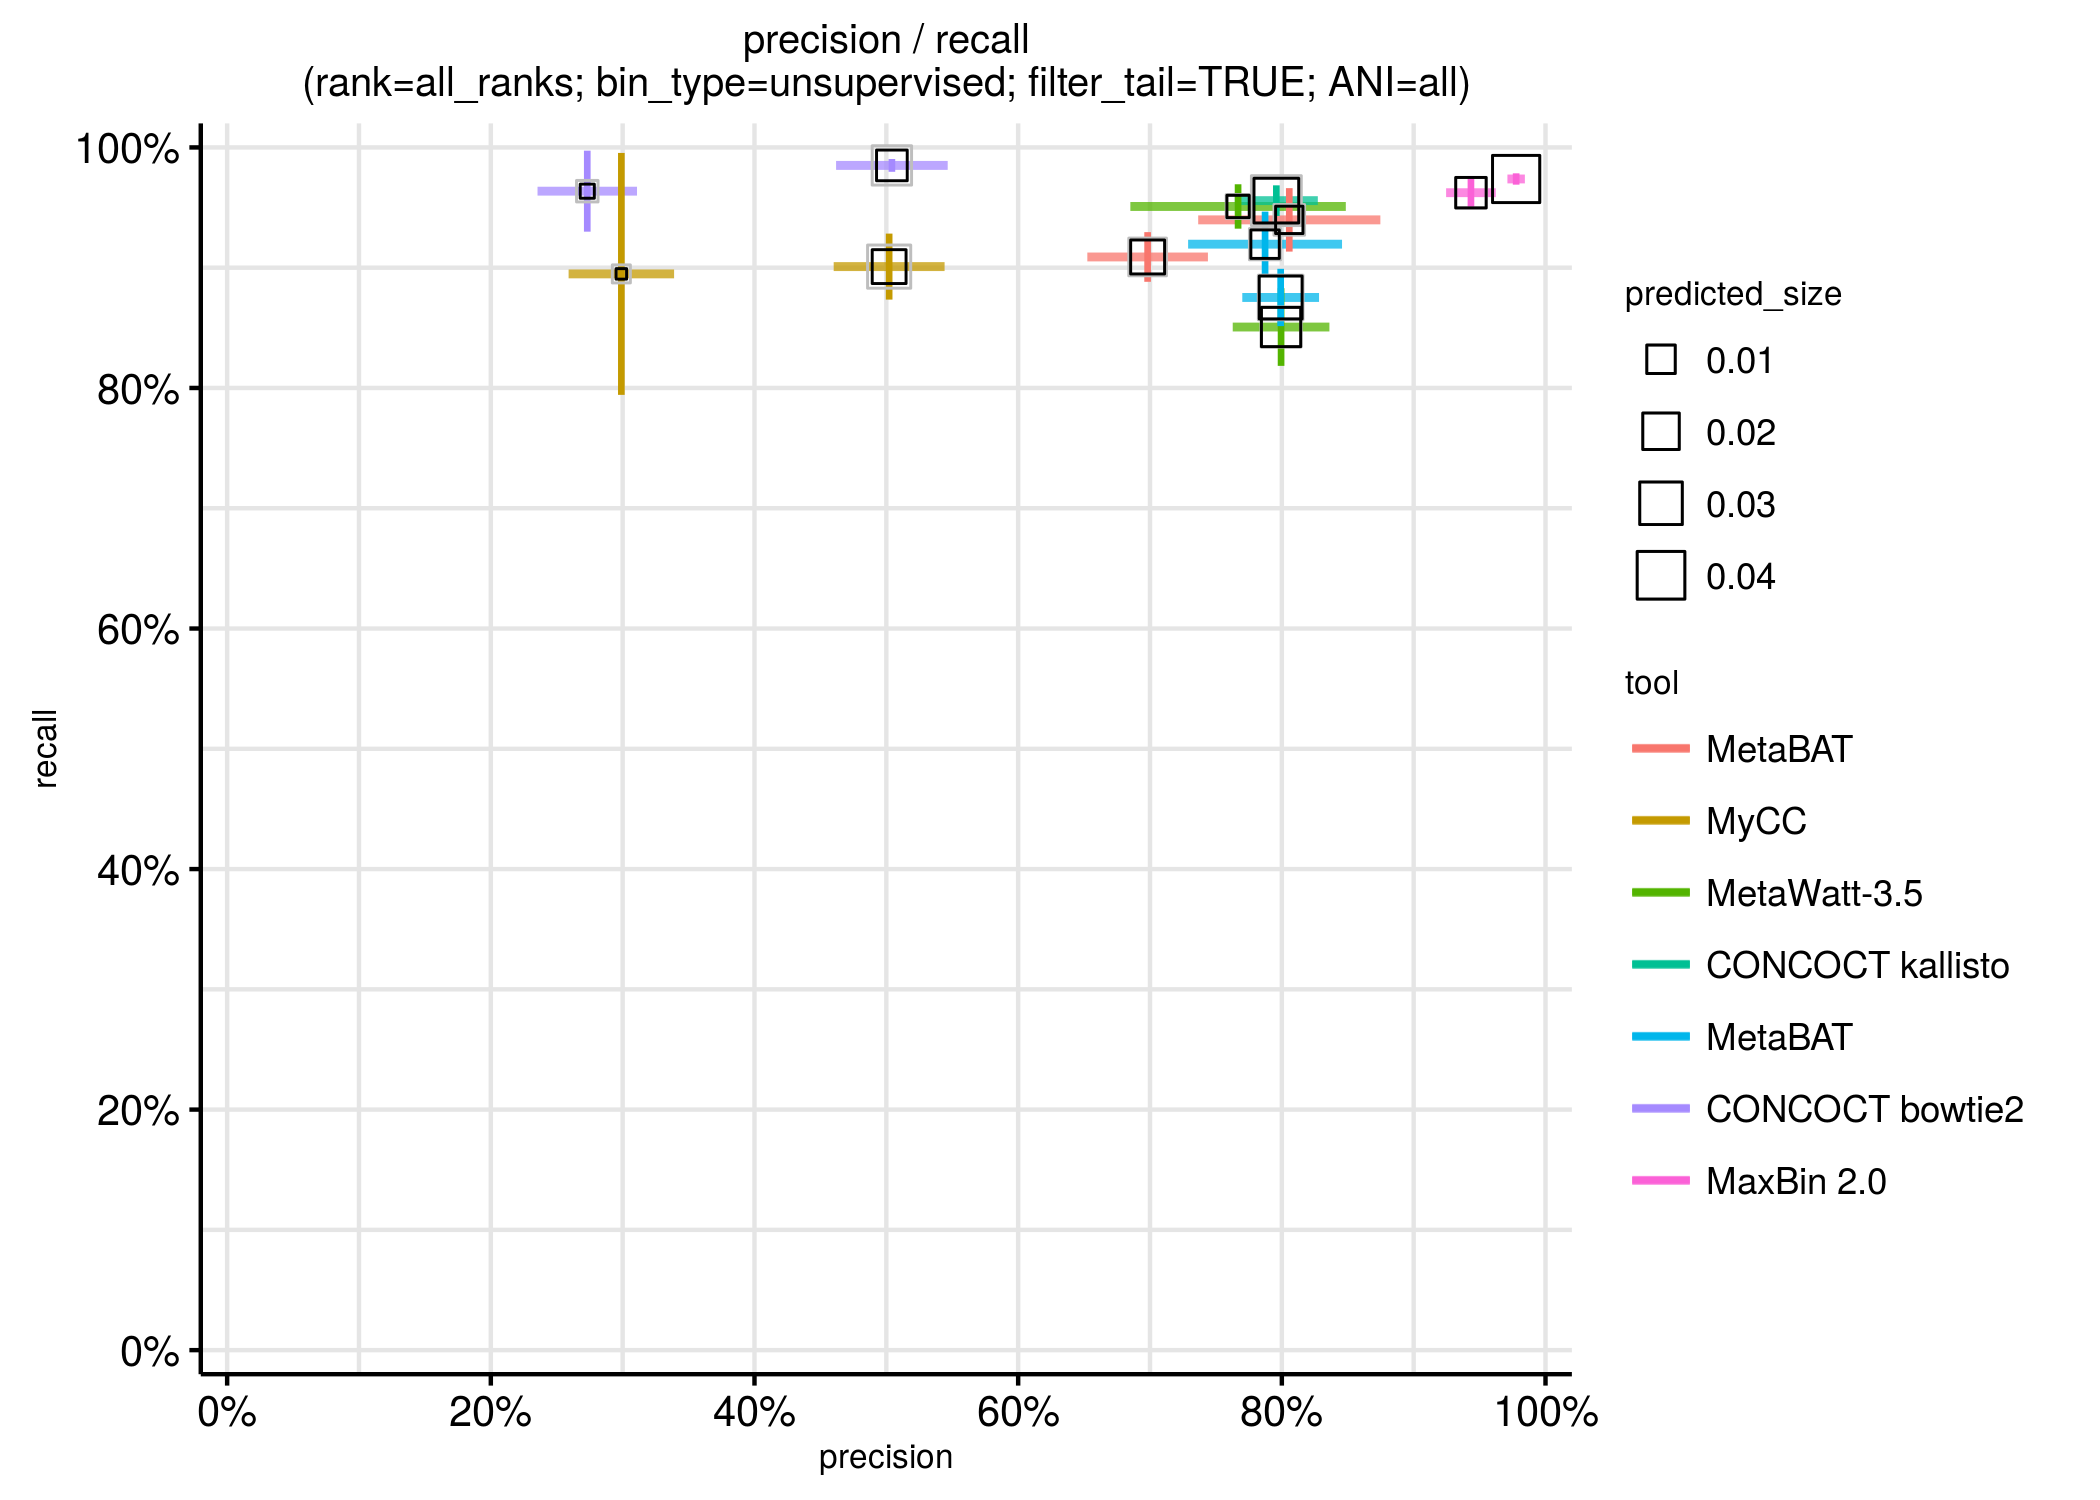 precision / recall
(rank=all_ranks; bin_type=unsupervised; filter_tail=TRUE; ANI=all)
100%
80%
60%
40%
20%
0%
recall
0%
20%
40%
60%
80%
100%
precision
predicted_size
0.01
0.02
0.03
0.04
tool
MetaBAT
MyCC
MetaWatt-3.5
CONCOCT kallisto
MetaBAT
CONCOCT bowtie2
MaxBin 2.0